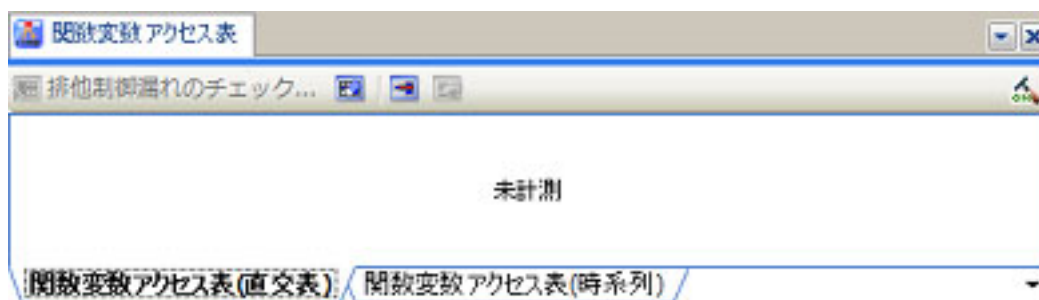 関数変数アクセス表
排他制御漏れのチェック...
未計測
関数変数アクセス表(直交表) 関数変数アクセス表(時系列)